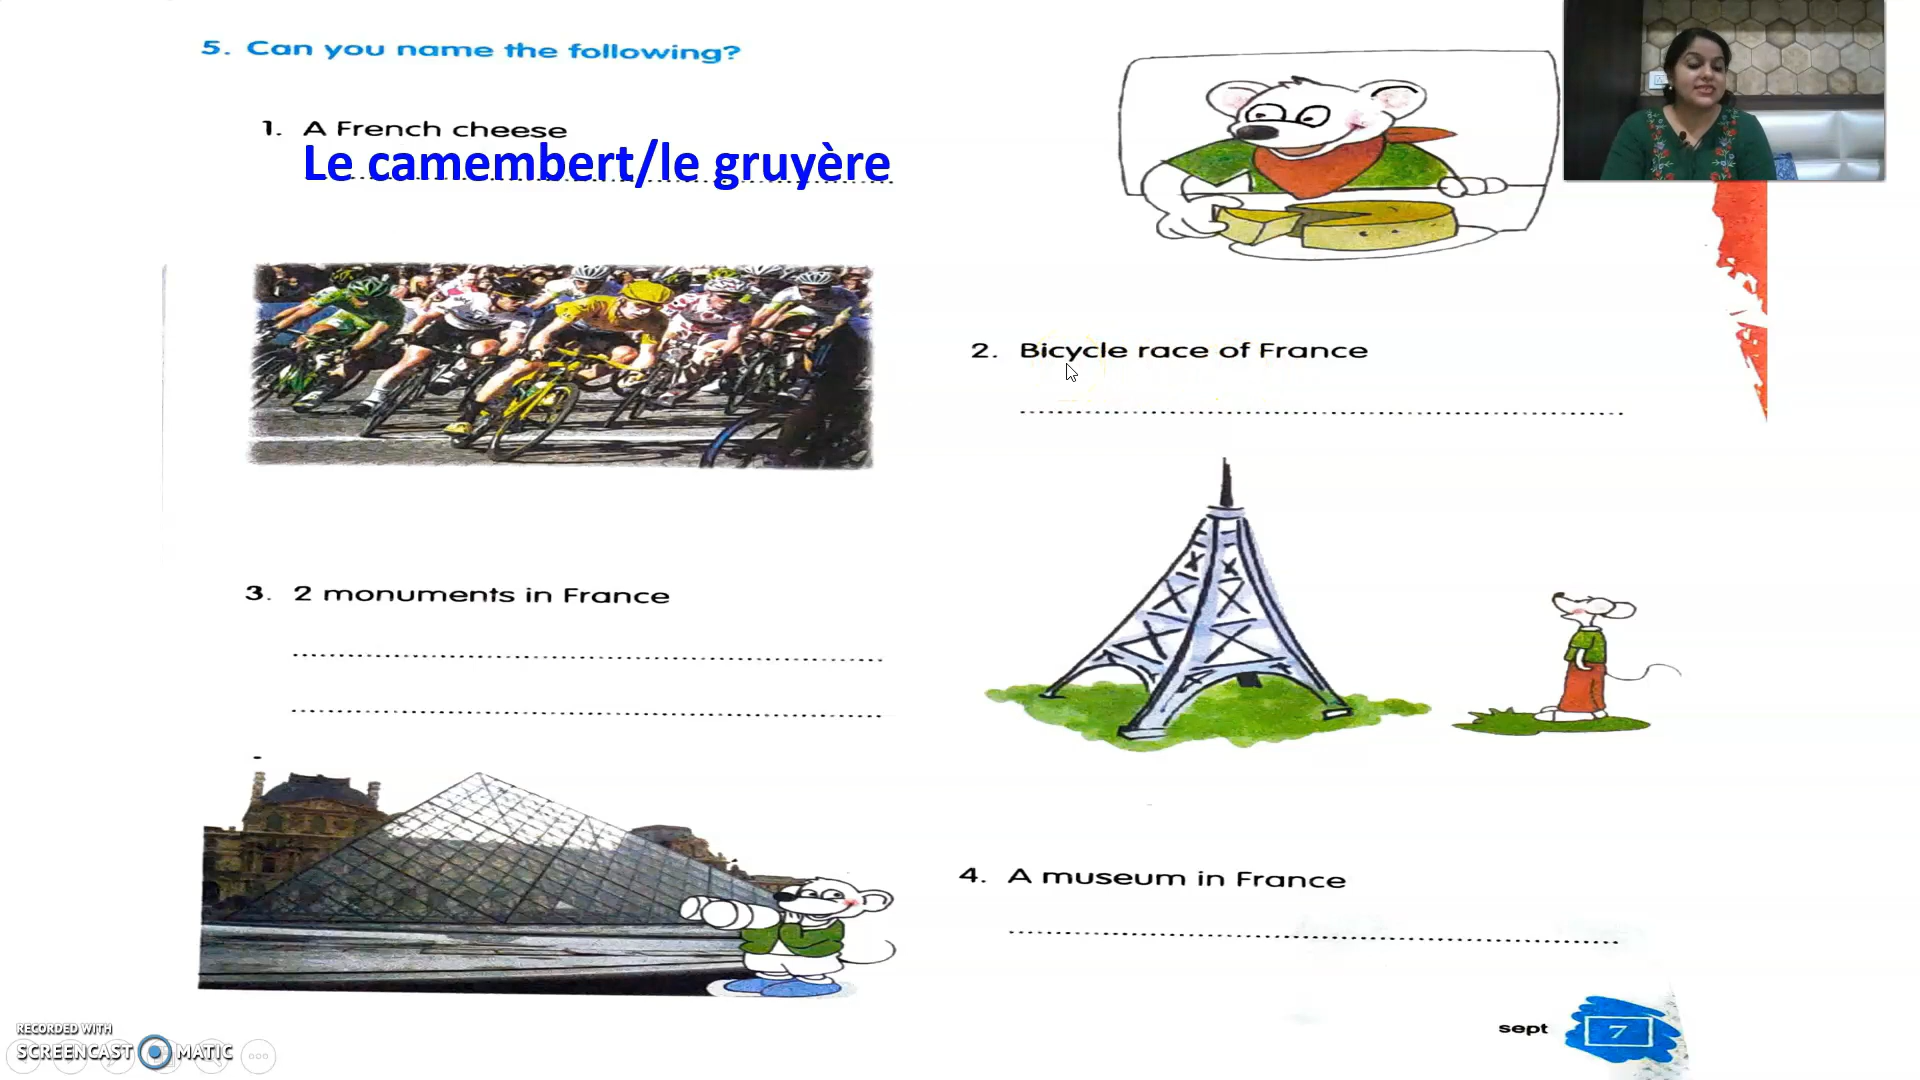 5. Can you name the following?
1. A French cheese
Le camembert/le gruyère
2. Bicycle race of France
3. 2 monuments in France
4. A museum in France
sept 7
RECORDED WITH
SCREENCAST MATIC